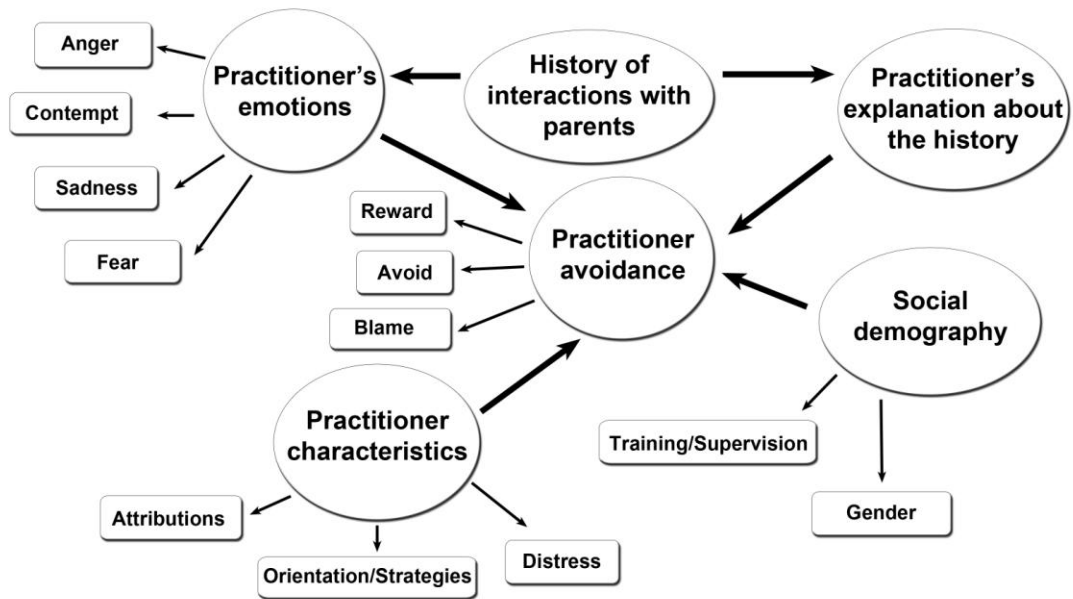 Anger
Contempt
Sadness
Fear
Practitioner's
emotions
History of
interactions with
parents
Practitioner's
explanation about
the history
Reward
Avoid
Blame
Practitioner
avoidance
Social
demography
Training/Supervision
Gender
Practitioner
characteristics
Attributions
Orientation/Strategies
Distress